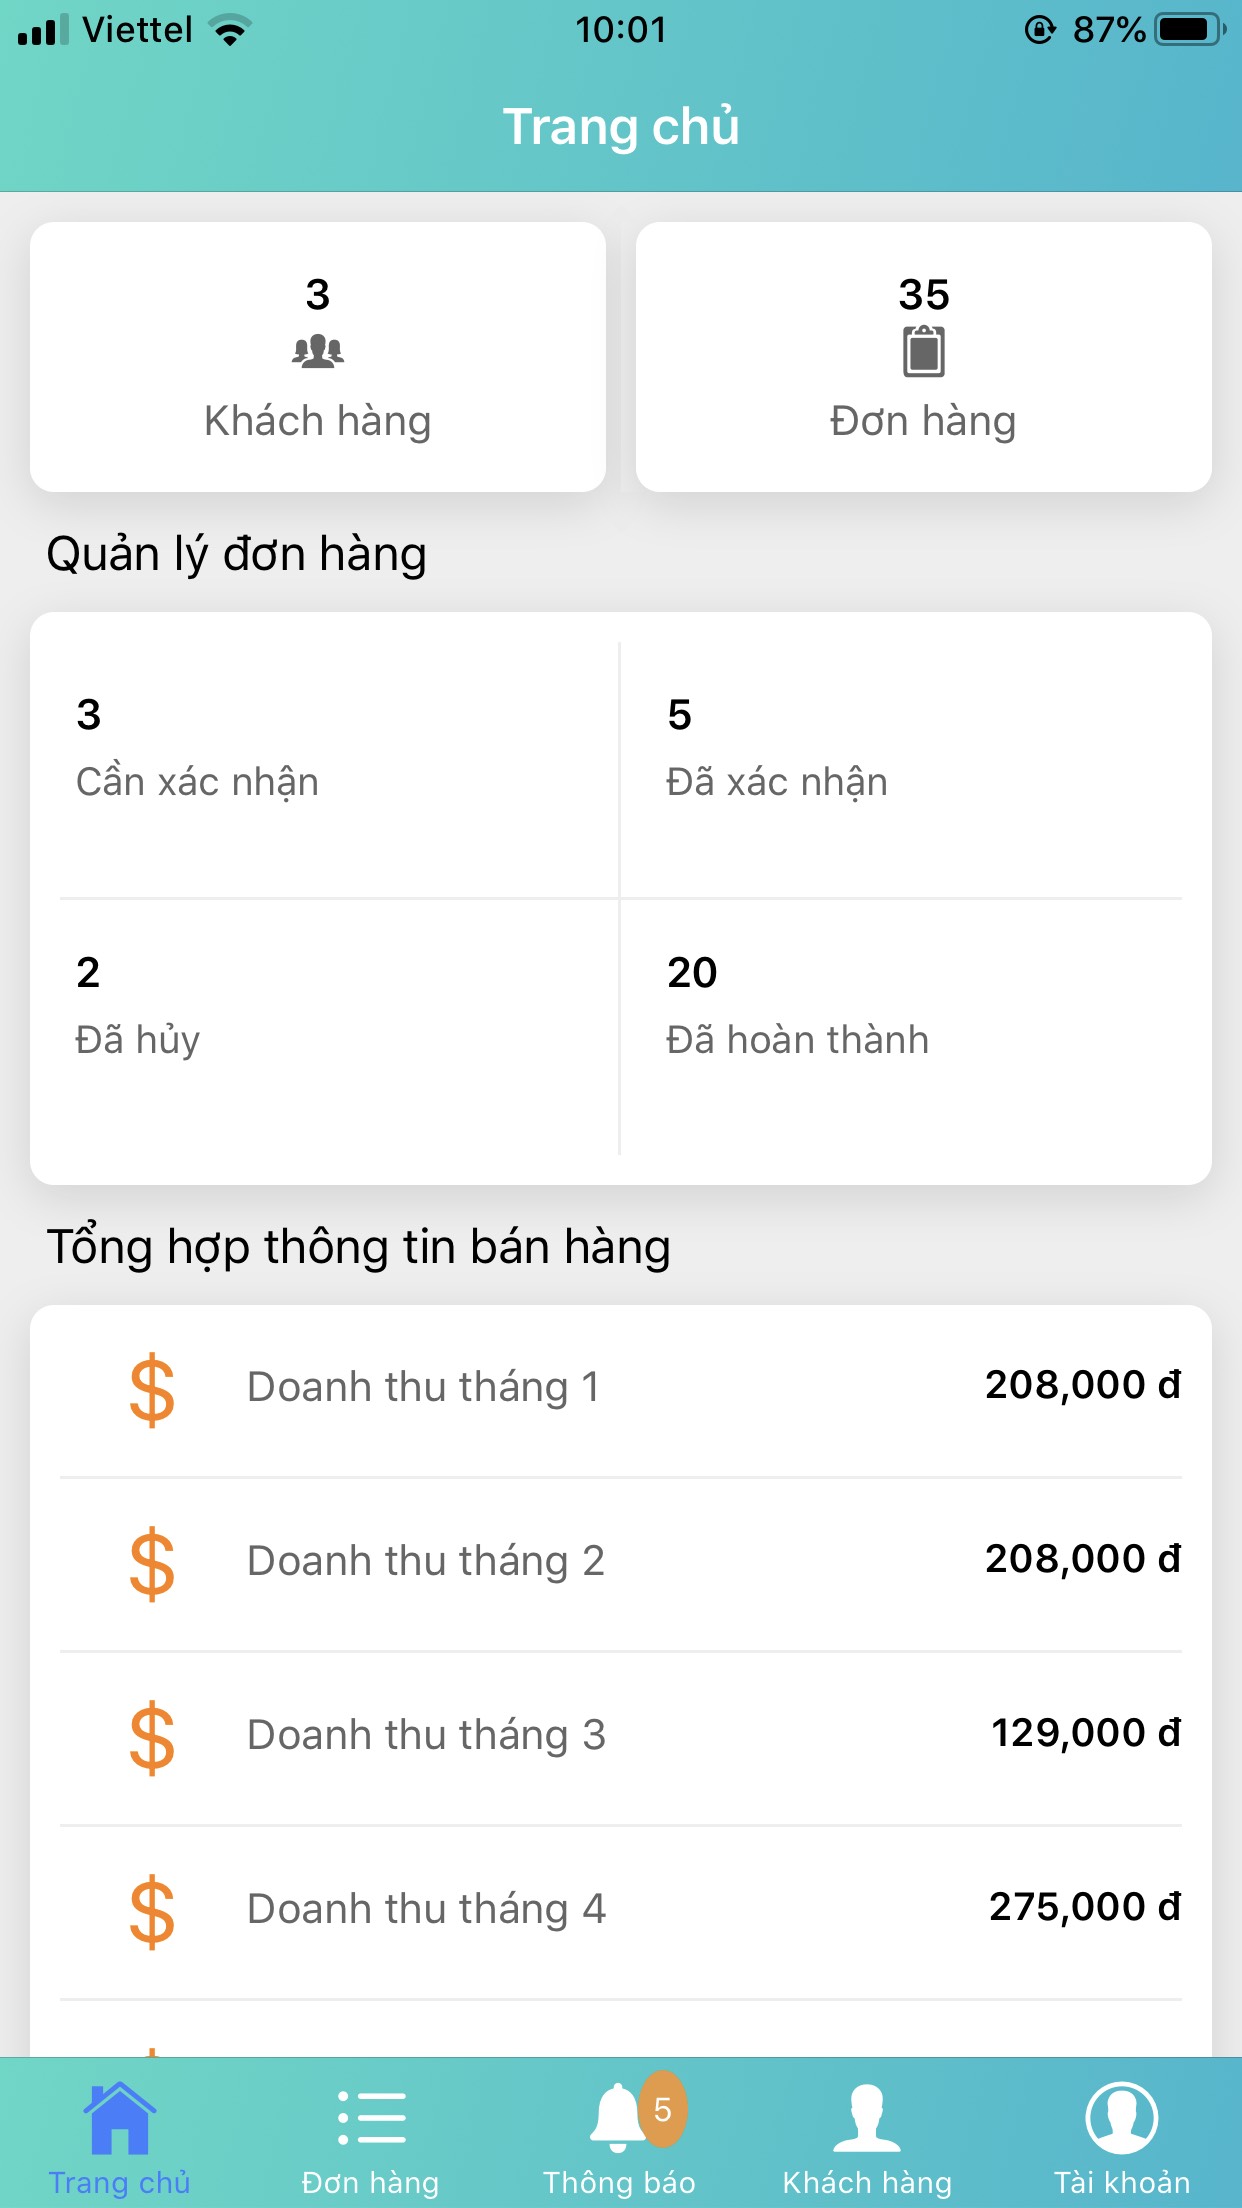 Viettel 10:01 87%
Trang chủ
3
Khách hàng
35
Đơn hàng
Quản lý đơn hàng
3
Cần xác nhận
5
Đã xác nhận
2
Đã hủy
20
Đã hoàn thành
Tổng hợp thông tin bán hàng
$ Doanh thu tháng 1 208,000 đ
$ Doanh thu tháng 2 208,000 đ
$ Doanh thu tháng 3 129,000 đ
$ Doanh thu tháng 4 275,000 đ
5
Trang chủ Đơn hàng Thông báo Khách hàng Tài khoản